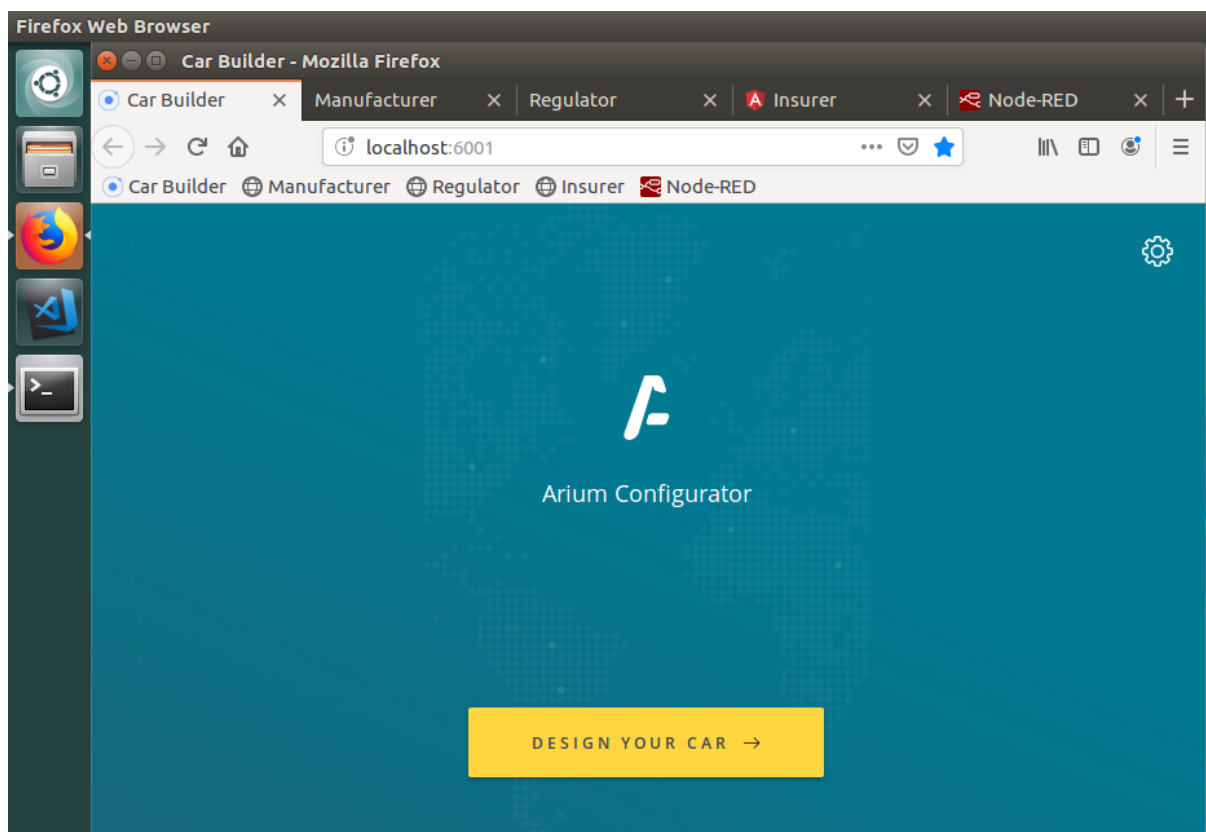 Firefox Web Browser
Car Builder - Mozilla Firefox
Car Builder Manufacturer Regulator Insurer Node-RED
localhost:6001
Car Builder Manufacturer Regulator Insurer Node-RED
Arium Configurator
DESIGN YOUR CAR →